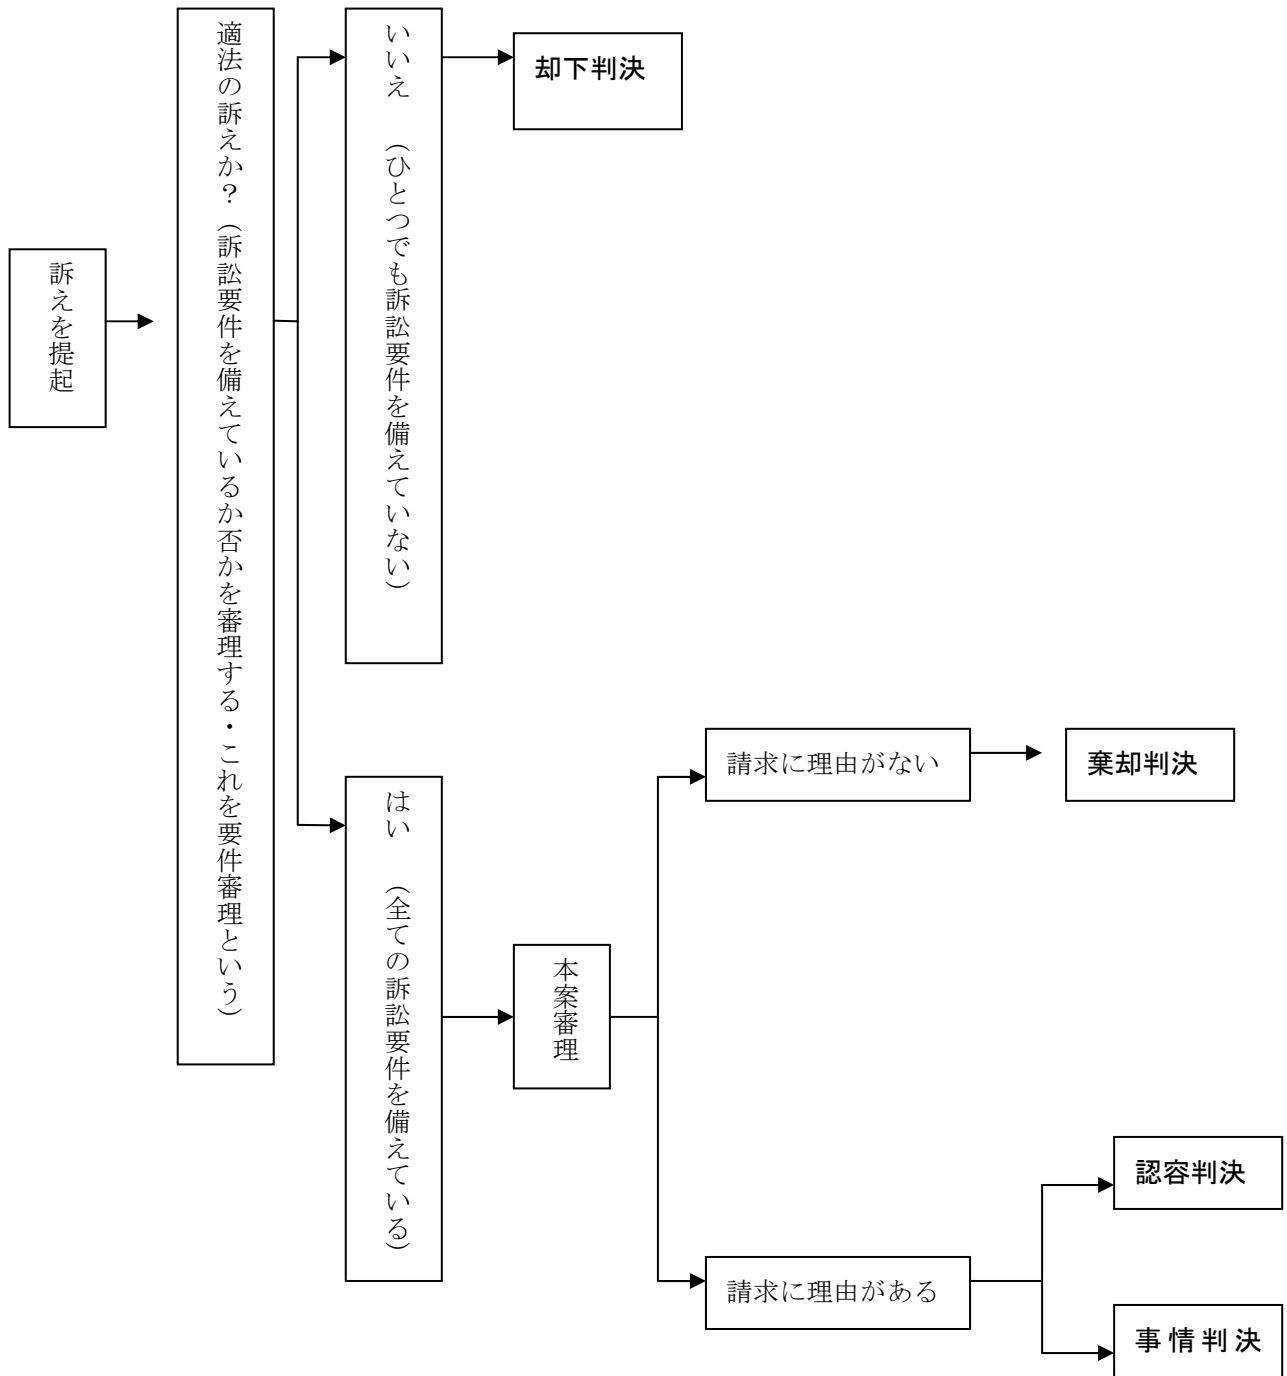 訴えを提起
適法の訴えか？（訴訟要件を備えているか否かを審理する・これを要件審理という）
いいえ　（ひとつでも訴訟要件を備えていない）
却下判決
はい　（全ての訴訟要件を備えている）
本案審理
請求に理由がない
棄却判決
請求に理由がある
認容判決
事情判決